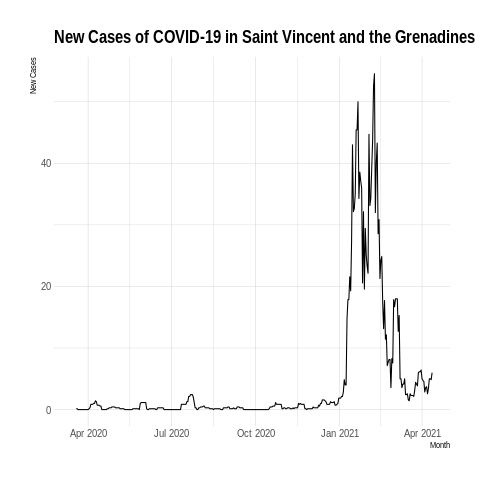 New Cases of COVID-19 in Saint Vincent and the Grenadines
New Cases
40
20
0
Apr 2020 Jul 2020 Oct 2020 Jan 2021 Apr 2021
Month